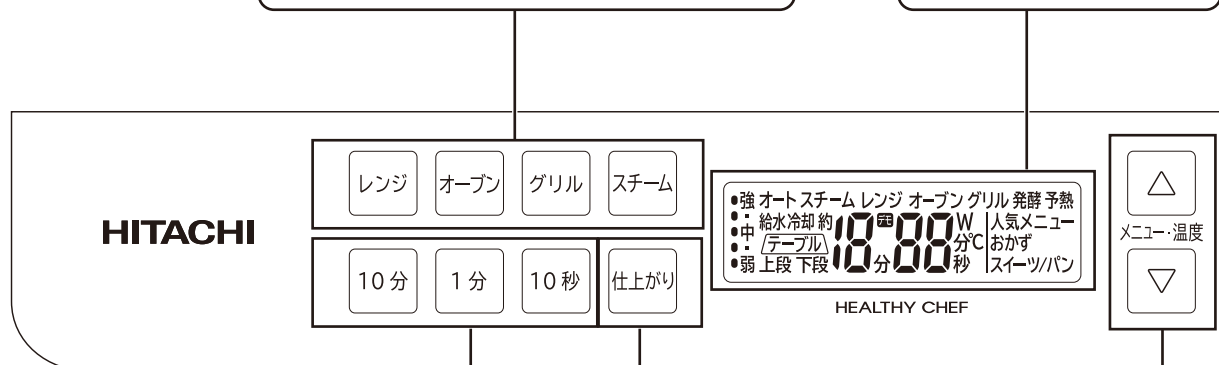 レンジ オーブン グリル スチーム
HITACHI
10分 1分 10秒 仕上がり
強 オート スチーム レンジ オーブン グリル 発酵 予熱
給水 冷却 約 18 88 W 人気メニュー
中 テーブル 分 ℃ おかず
弱 上段 下段 分 秒 スイーツ/パン
HEALTHY CHEF
メニュー・温度